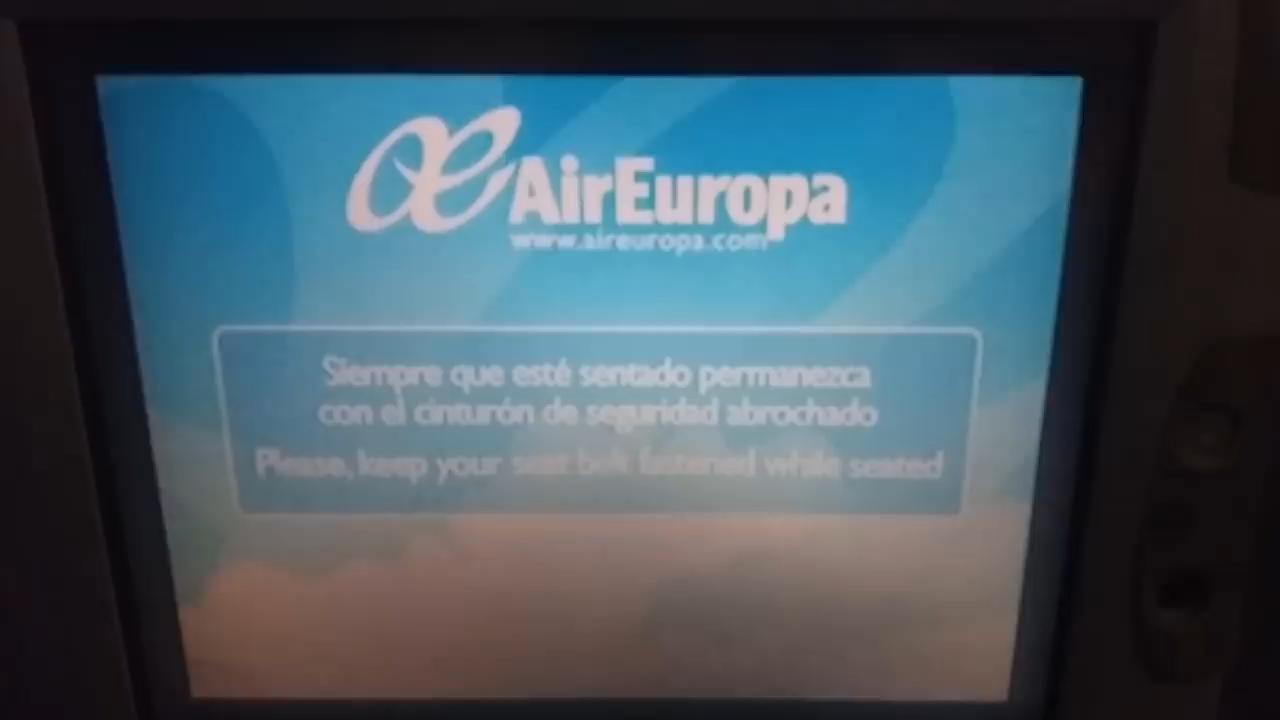 æ AirEuropa
www.aireuropa.com
Siempre que esté sentado permanezca
con el cinturón de seguridad abrochado
Please, keep your seat belt fastened while seated